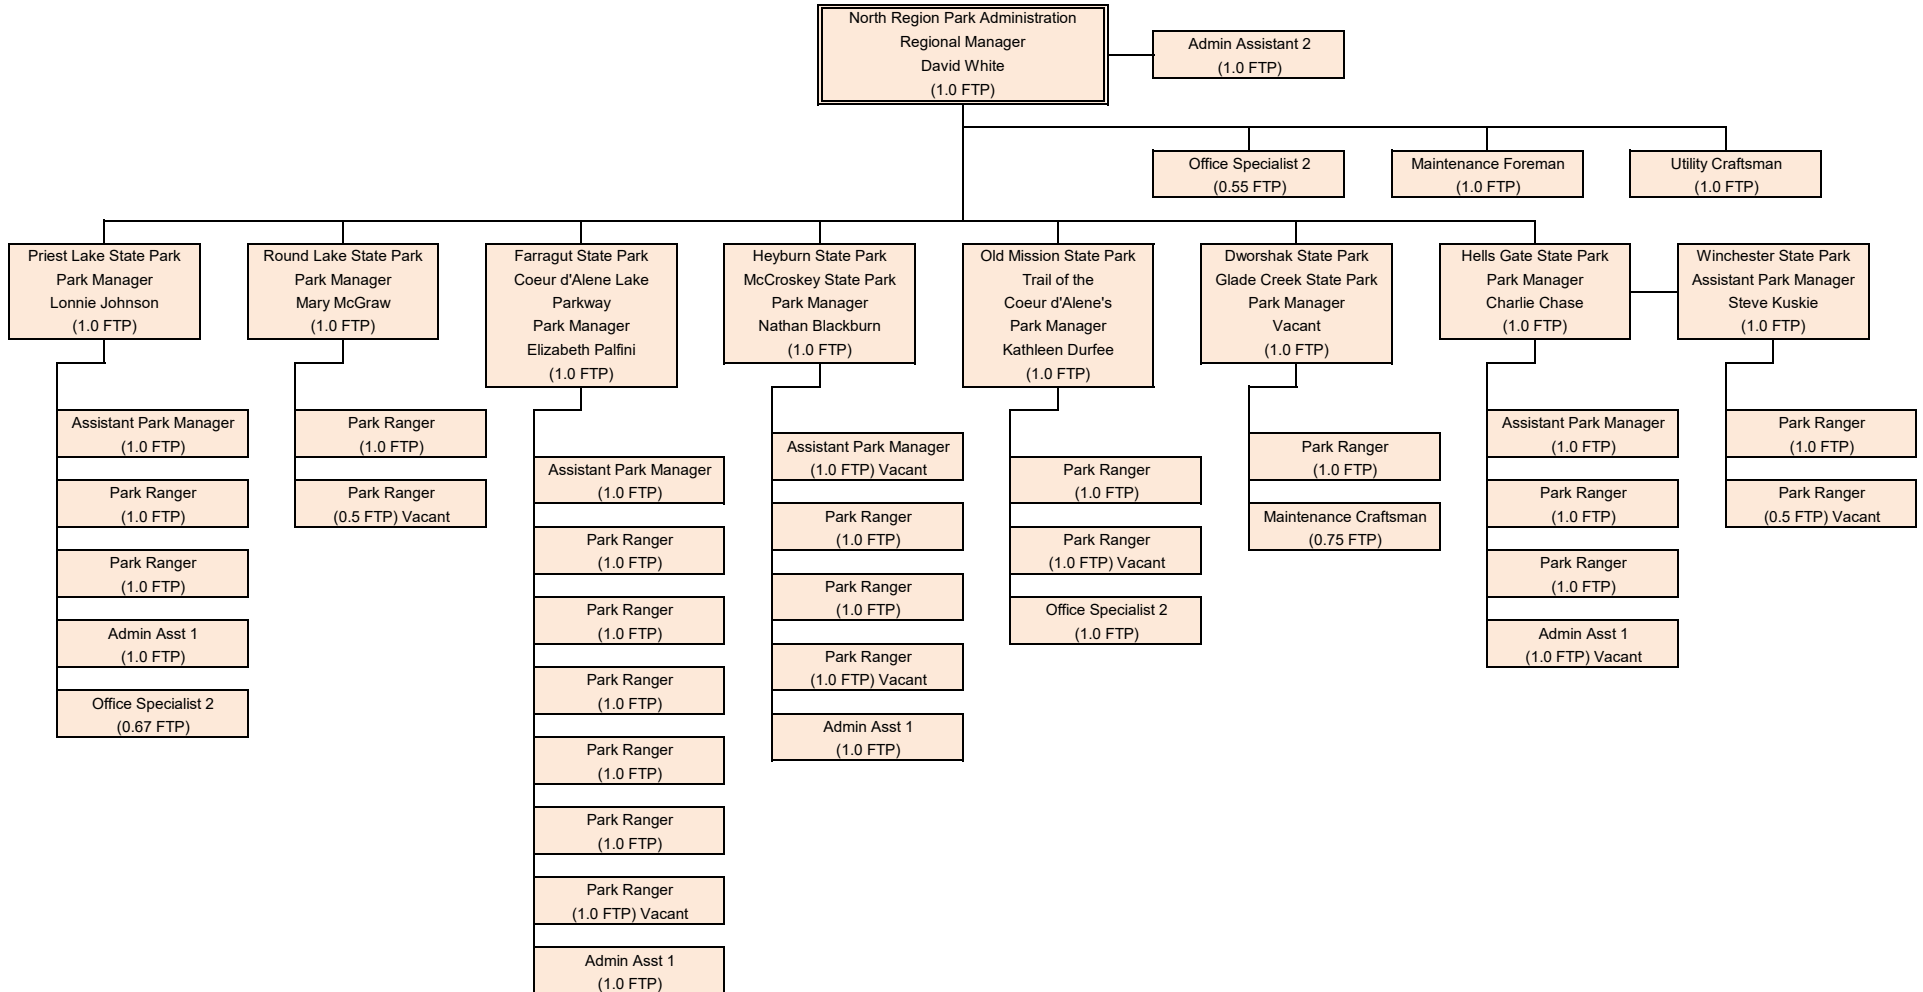 North Region Park Administration
Regional Manager
David White
(1.0 FTP)
Admin Assistant 2
(1.0 FTP)
Office Specialist 2
(0.55 FTP)
Maintenance Foreman
(1.0 FTP)
Utility Craftsman
(1.0 FTP)
Priest Lake State Park
Park Manager
Lonnie Johnson
(1.0 FTP)
Assistant Park Manager
(1.0 FTP)
Park Ranger
(1.0 FTP)
Park Ranger
(1.0 FTP)
Admin Asst 1
(1.0 FTP)
Office Specialist 2
(0.67 FTP)
Round Lake State Park
Park Manager
Mary McGraw
(1.0 FTP)
Park Ranger
(1.0 FTP)
Park Ranger
(0.5 FTP) Vacant
Farragut State Park
Coeur d'Alene Lake
Parkway
Park Manager
Elizabeth Palfini
(1.0 FTP)
Assistant Park Manager
(1.0 FTP)
Park Ranger
(1.0 FTP)
Park Ranger
(1.0 FTP)
Park Ranger
(1.0 FTP)
Park Ranger
(1.0 FTP)
Park Ranger
(1.0 FTP)
Park Ranger
(1.0 FTP) Vacant
Admin Asst 1
(1.0 FTP)
Heyburn State Park
McCroskey State Park
Park Manager
Nathan Blackburn
(1.0 FTP)
Assistant Park Manager
(1.0 FTP) Vacant
Park Ranger
(1.0 FTP)
Park Ranger
(1.0 FTP)
Park Ranger
(1.0 FTP) Vacant
Admin Asst 1
(1.0 FTP)
Old Mission State Park
Trail of the
Coeur d'Alene's
Park Manager
Kathleen Durfee
(1.0 FTP)
Park Ranger
(1.0 FTP)
Park Ranger
(1.0 FTP) Vacant
Office Specialist 2
(1.0 FTP)
Dworshak State Park
Glade Creek State Park
Park Manager
Vacant
(1.0 FTP)
Park Ranger
(1.0 FTP)
Maintenance Craftsman
(0.75 FTP)
Hells Gate State Park
Park Manager
Charlie Chase
(1.0 FTP)
Assistant Park Manager
(1.0 FTP)
Park Ranger
(1.0 FTP)
Park Ranger
(1.0 FTP)
Admin Asst 1
(1.0 FTP) Vacant
Winchester State Park
Assistant Park Manager
Steve Kuskie
(1.0 FTP)
Park Ranger
(1.0 FTP)
Park Ranger
(0.5 FTP) Vacant